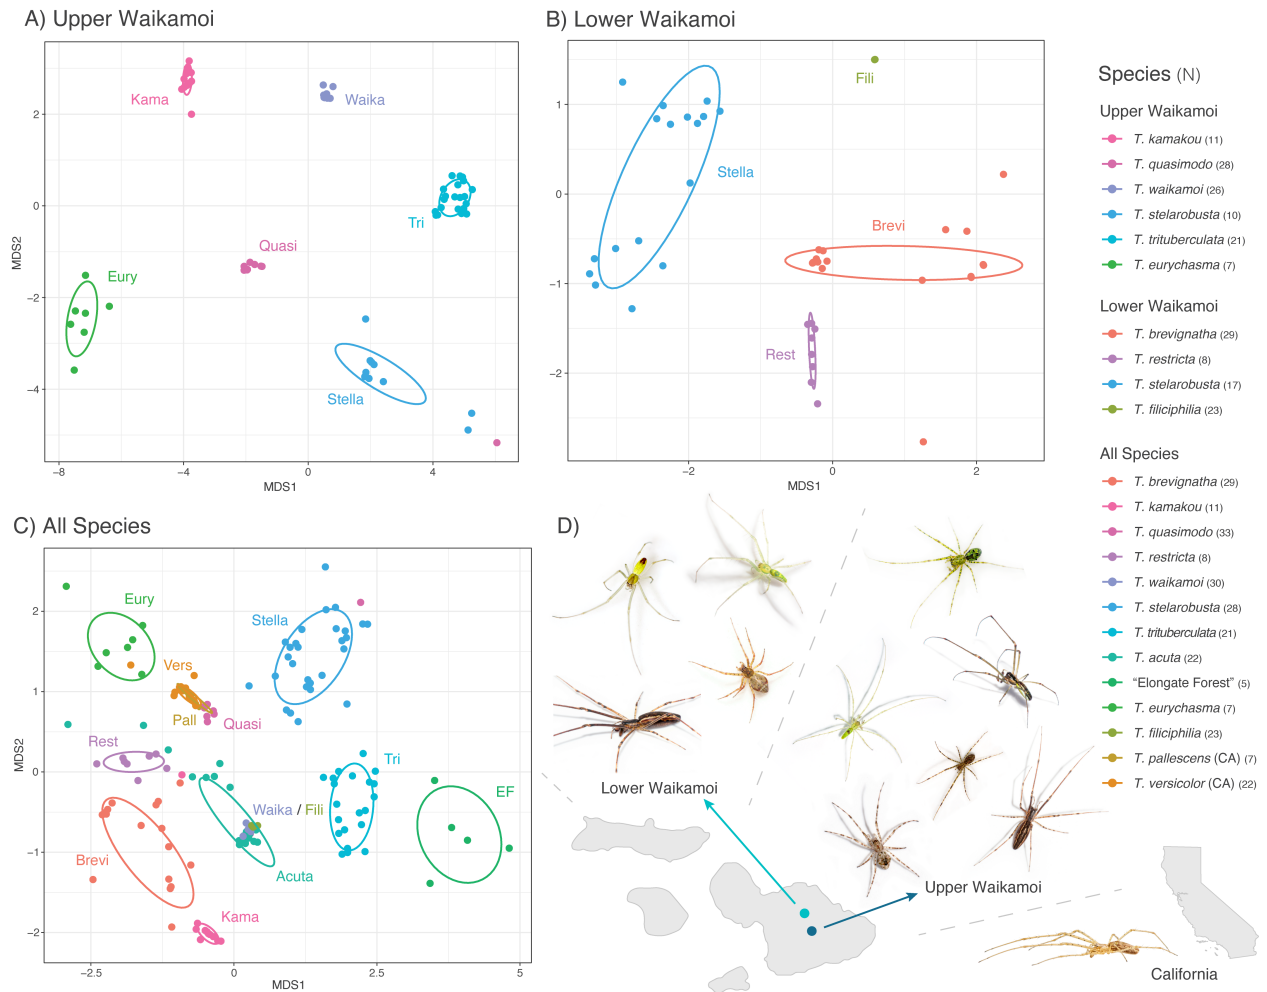 A) Upper Waikamoi
2
0
−2
−4
−8
−4
0
4
MDS1
MDS2
Kama
Waika
Tri
Quasi
Eury
Stella
B) Lower Waikamoi
1
0
−1
−2
−2
0
2
MDS1
Fili
Stella
Brevi
Rest
Species (N)
Upper Waikamoi
T. kamakou (11)
T. quasimodo (28)
T. waikamoi (26)
T. stelarobusta (10)
T. trituberculata (21)
T. eurychasma (7)
Lower Waikamoi
T. brevignatha (29)
T. restricta (8)
T. stelarobusta (17)
T. filiciphilia (23)
All Species
T. brevignatha (29)
T. kamakou (11)
T. quasimodo (33)
T. restricta (8)
T. waikamoi (30)
T. stelarobusta (28)
T. trituberculata (21)
T. acuta (22)
“Elongate Forest” (5)
T. eurychasma (7)
T. filiciphilia (23)
T. pallescens (CA) (7)
T. versicolor (CA) (22)
C) All Species
2
1
0
−1
−2
−2.5
0
2.5
5
MDS1
MDS2
Eury
Stella
Vers
Pall
Quasi
Rest
Tri
Waika / Fili
EF
Brevi
Acuta
Kama
D)
Lower Waikamoi
Upper Waikamoi
California